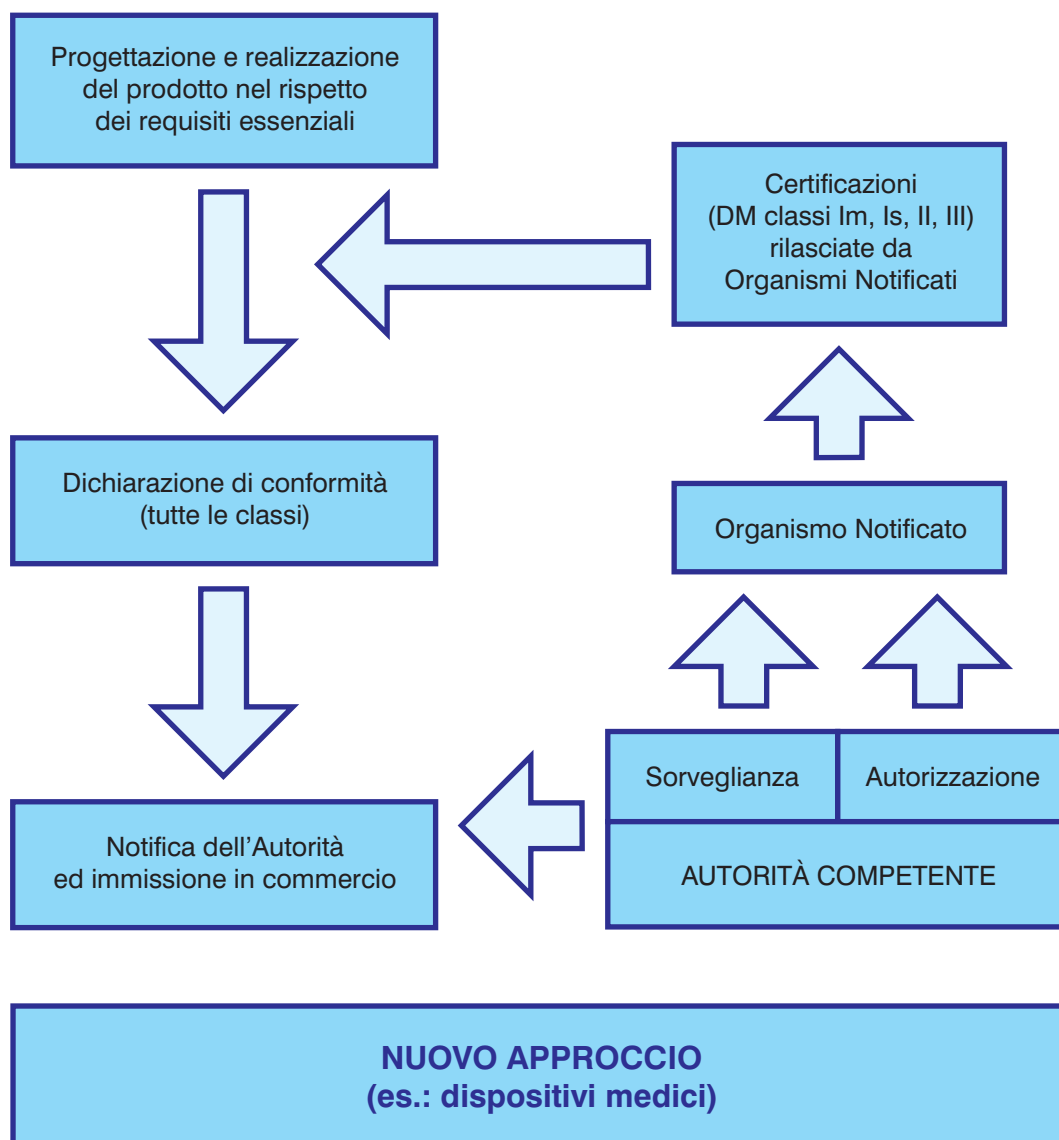 Progettazione e realizzazione
del prodotto nel rispetto
dei requisiti essenziali
Certificazioni
(DM classi Im, Is, II, III)
rilasciate da
Organismi Notificati
Dichiarazione di conformità
(tutte le classi)
Organismo Notificato
Sorveglianza
Autorizzazione
Notifica dell’Autorità
ed immissione in commercio
AUTORITÀ COMPETENTE
NUOVO APPROCCIO
(es.: dispositivi medici)